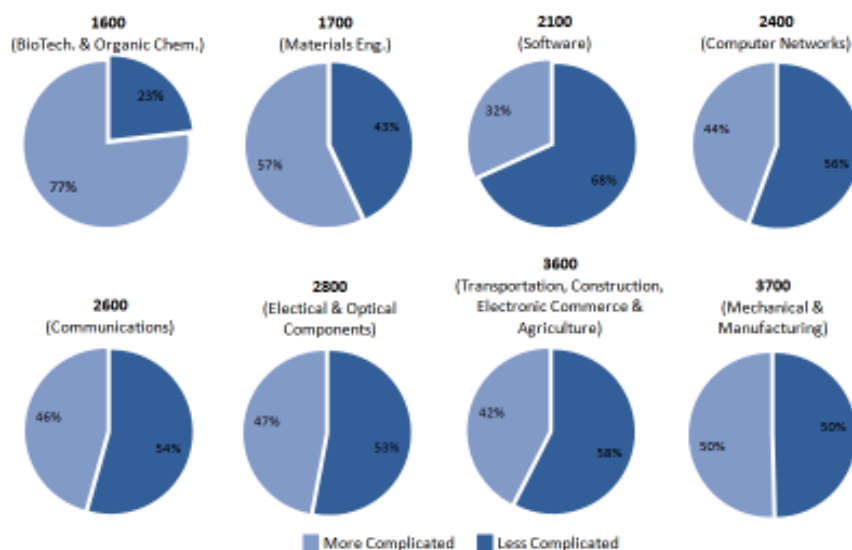 1600
(BioTech. & Organic Chem.)
23%
77%
1700
(Materials Eng.)
43%
57%
2100
(Software)
32%
68%
2400
(Computer Networks)
44%
56%
2600
(Communications)
46%
54%
2800
(Electical & Optical
Components)
47%
53%
3600
(Transportation, Construction,
Electronic Commerce &
Agriculture)
42%
58%
3700
(Mechanical &
Manufacturing)
50%
50%
More Complicated
Less Complicated